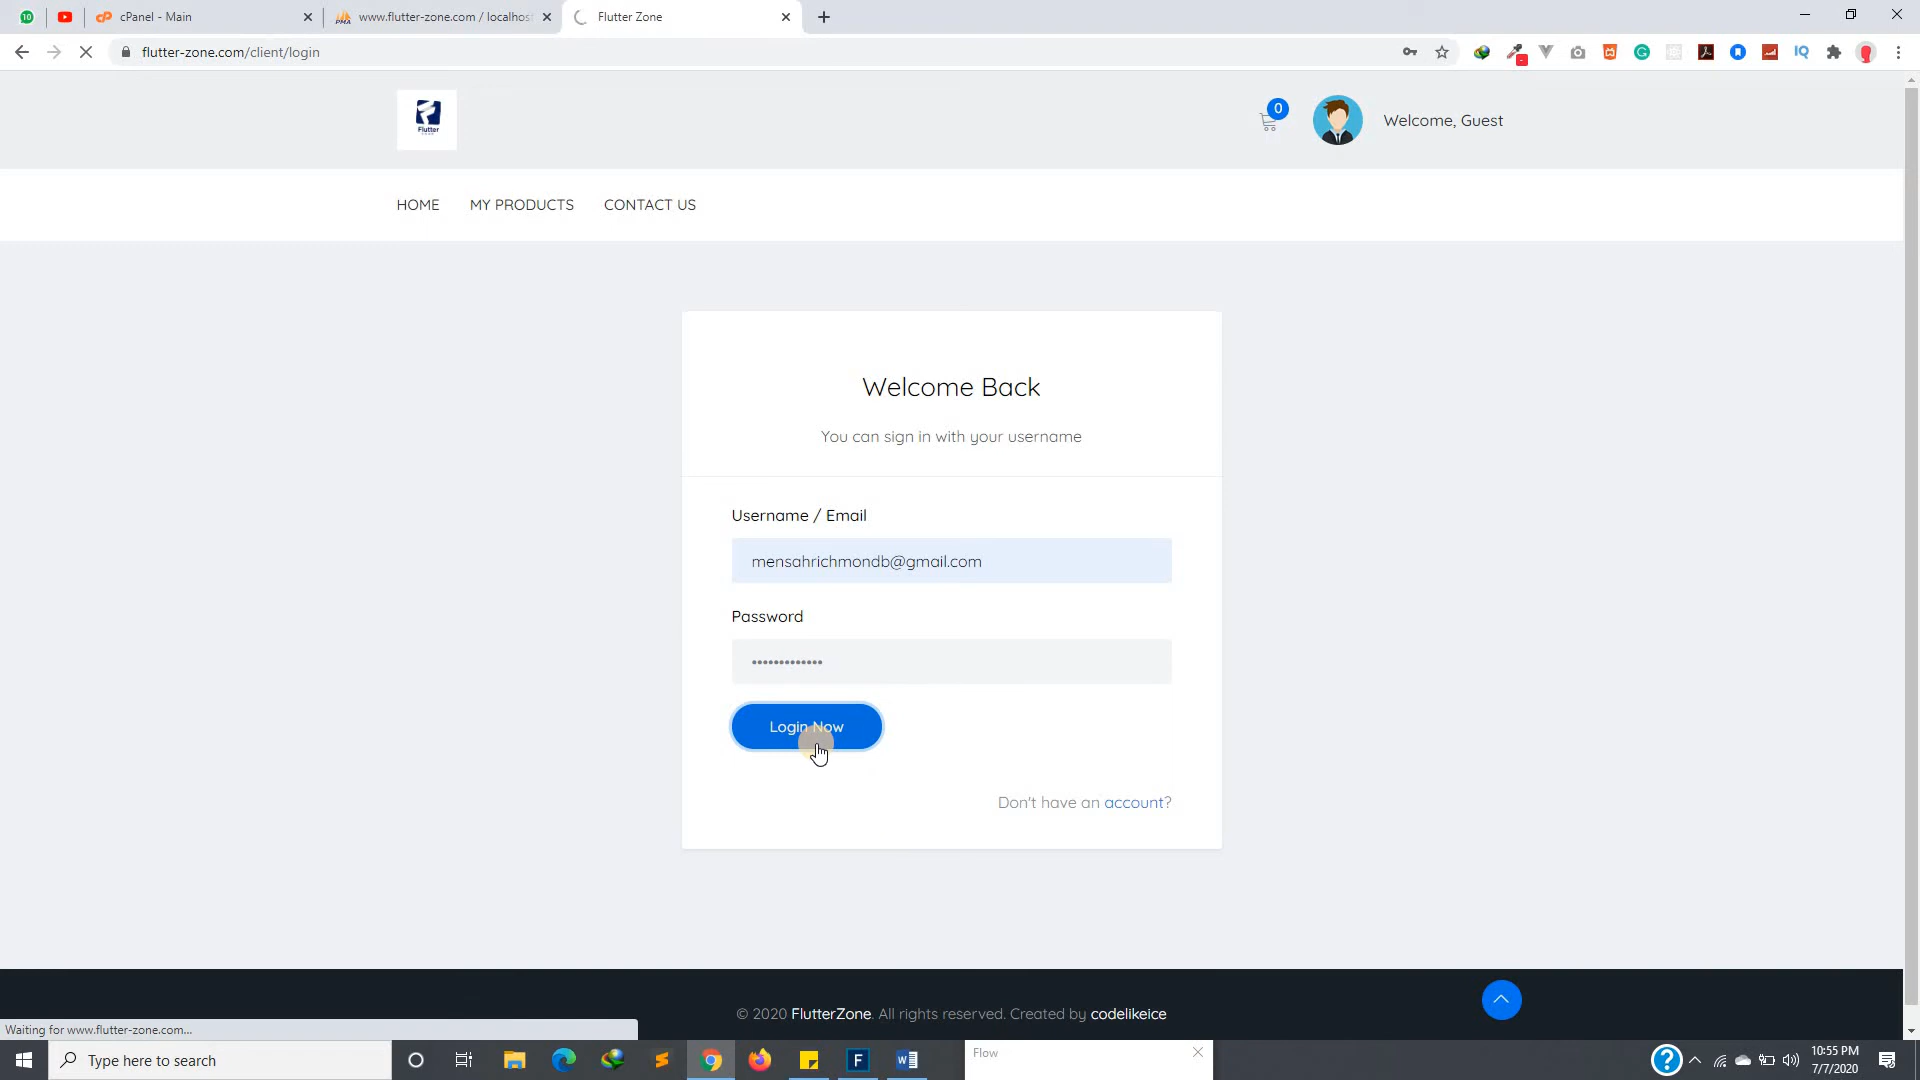 10
cPanel - Main
www.flutter-zone.com / localhos
Flutter Zone
flutter-zone.com/client/login
Flutter
0
Welcome, Guest
HOME
MY PRODUCTS
CONTACT US
Welcome Back
You can sign in with your username
Username / Email
mensahrichmondb@gmail.com
Password
•••••••••••••
Login Now
Don't have an account?
© 2020 FlutterZone. All rights reserved. Created by codelikeice
Waiting for www.flutter-zone.com...
Type here to search
Flow
10:55 PM
7/7/2020